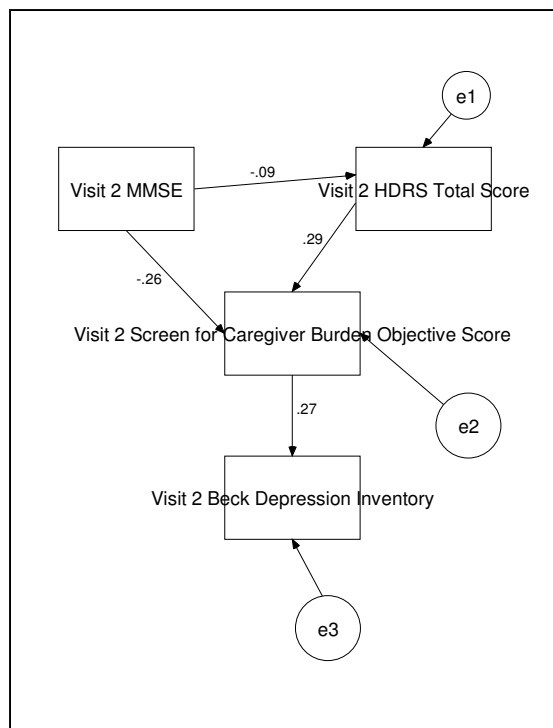 e1
-.09
Visit 2 MMSE
Visit 2 HDRS Total Score
.29
-.26
Visit 2 Screen for Caregiver Burden Objective Score
.27
e2
Visit 2 Beck Depression Inventory
e3